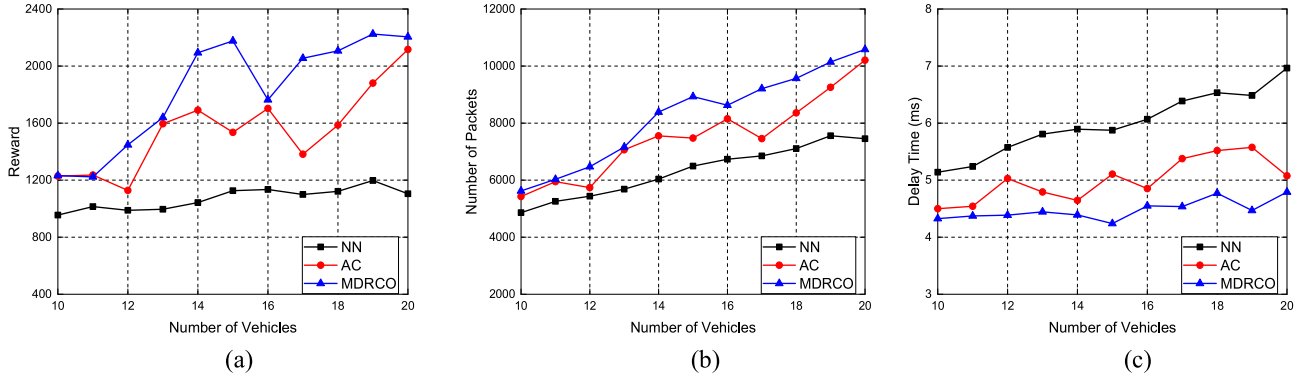 2400
2000
1600
1200
800
400
Reward
10 12 14 16 18 20
Number of Vehicles
NN
AC
MDRCO
(a)
12000
10000
8000
6000
4000
2000
Number of Packets
10 12 14 16 18 20
Number of Vehicles
NN
AC
MDRCO
(b)
8
7
6
5
4
3
Delay Time (ms)
10 12 14 16 18 20
Number of Vehicles
NN
AC
MDRCO
(c)